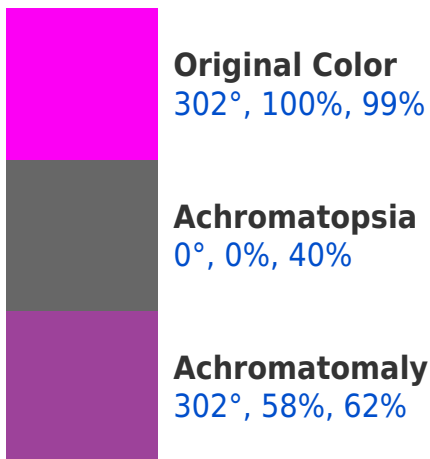 Original Color
302°, 100%, 99%
Achromatopsia
0°, 0%, 40%
Achromatomaly
302°, 58%, 62%